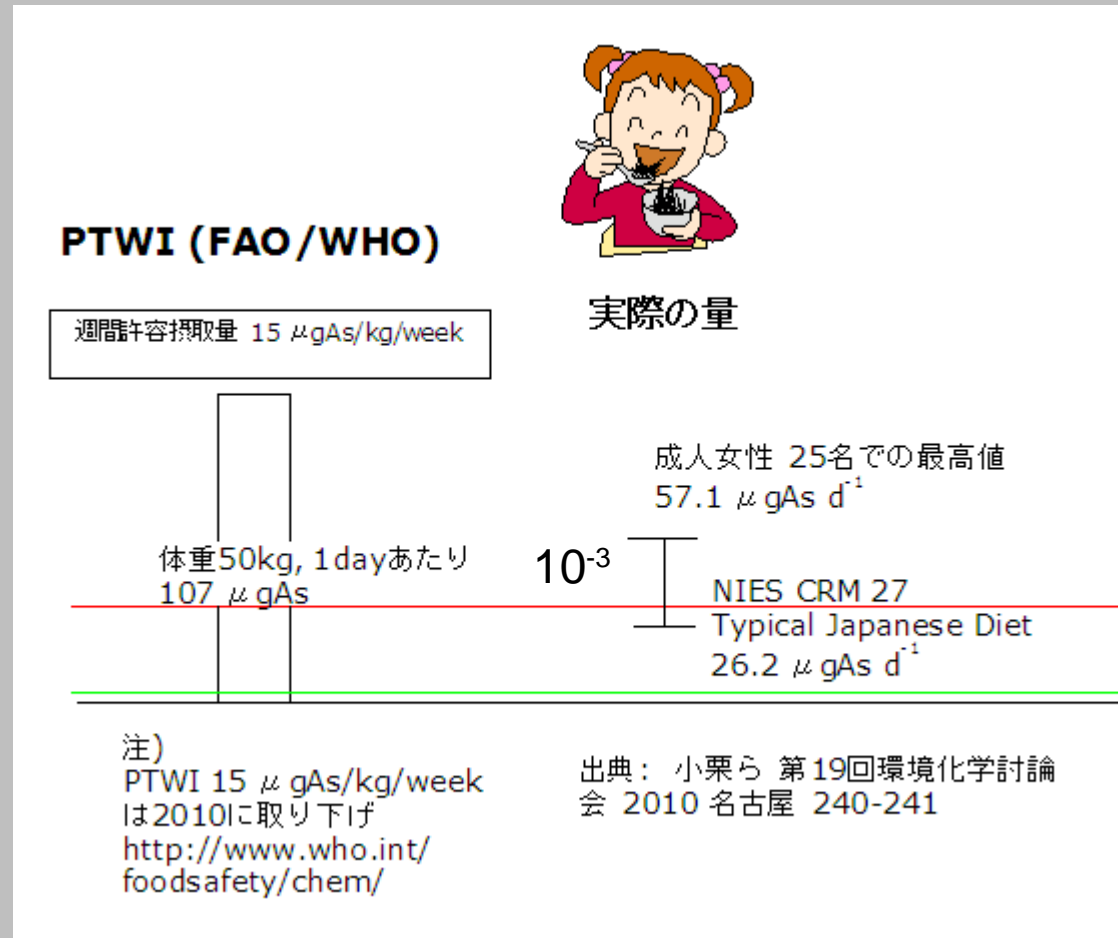 PTWI (FAO/WHO)
週間許容摂取量 15 μgAs/kg/week
体重50kg, 1dayあたり
107 μgAs
注)
PTWI 15 μgAs/kg/week
は2010に取り下げ
http://www.who.int/
foodsafety/chem/
実際の量
成人女性 25名での最高値
57.1 μgAs d⁻¹
10⁻³
NIES CRM 27
Typical Japanese Diet
26.2 μgAs d⁻¹
出典: 小栗ら 第19回環境化学討論
会 2010 名古屋 240-241